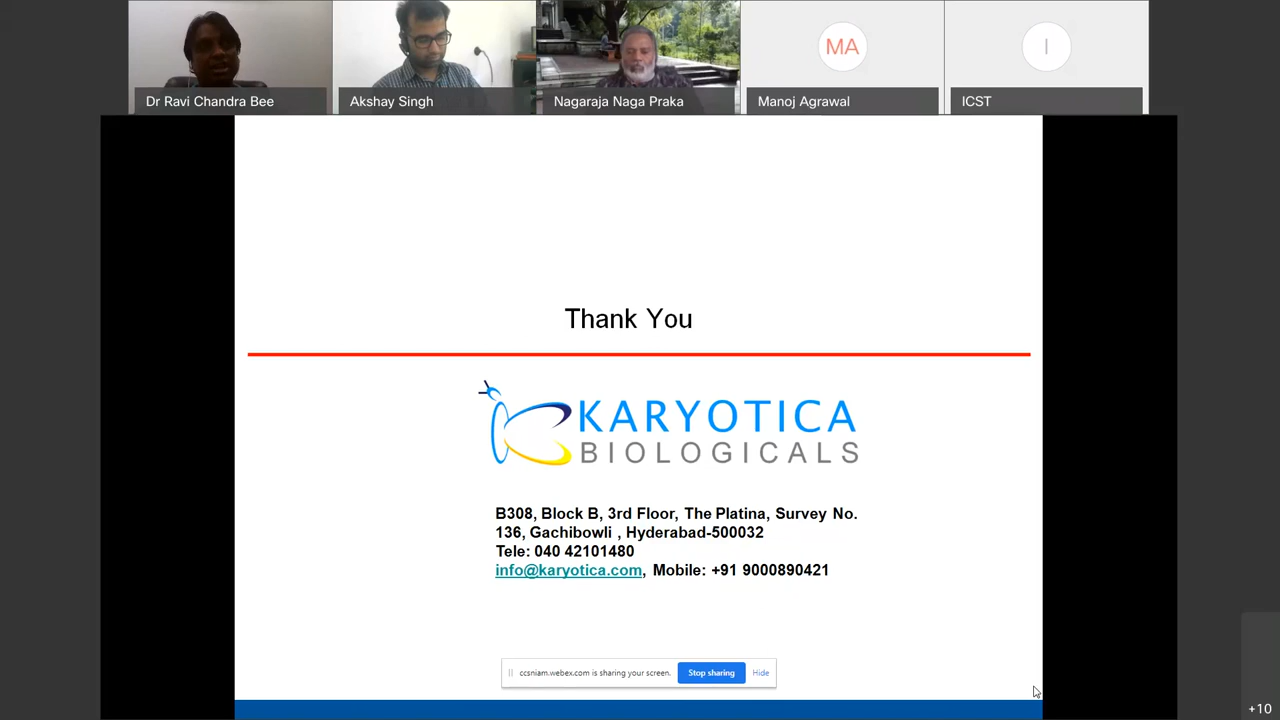 MA
I
Dr Ravi Chandra Bee
Akshay Singh
Nagaraja Naga Praka
Manoj Agrawal
ICST
Thank You
KARYOTICA
BIOLOGICALS
B308, Block B, 3rd Floor, The Platina, Survey No.
136, Gachibowli , Hyderabad-500032
Tele: 040 42101480
info@karyotica.com, Mobile: +91 9000890421
ccsniam.webex.com is sharing your screen. Stop sharing Hide
+10